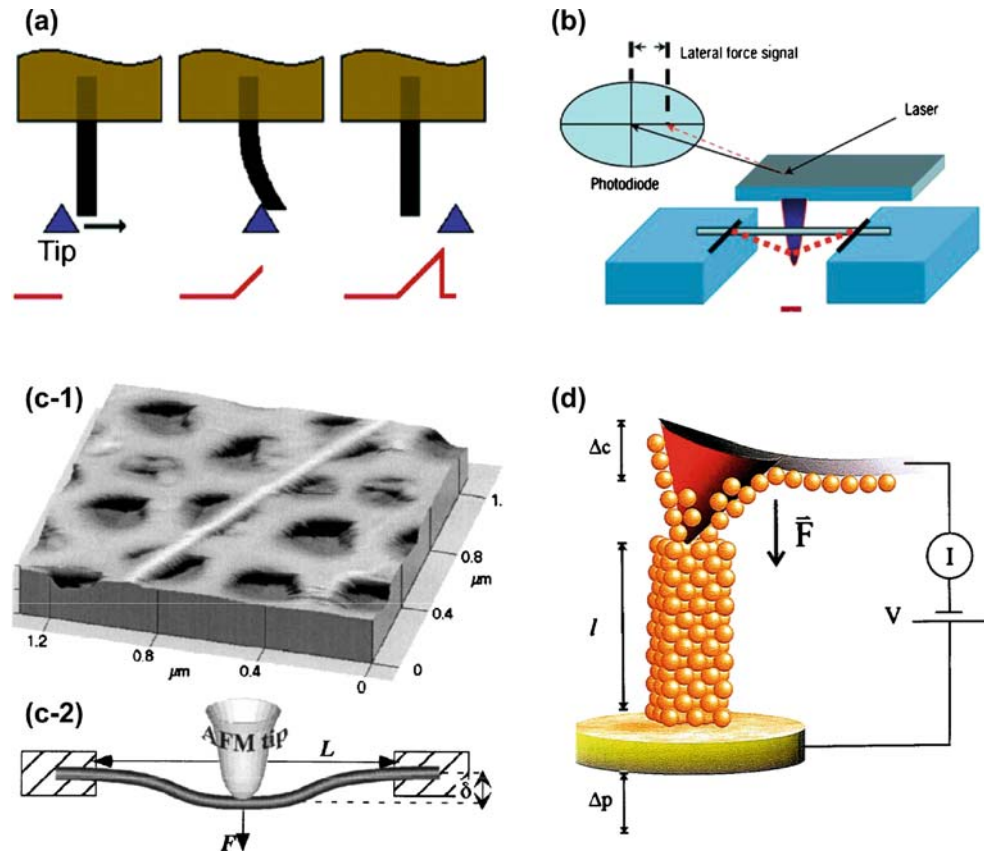 (a)
Tip
(b)
Lateral force signal
Laser
Photodiode
(c-1)
1.
0.8
μm
0.4
0
1.2
0.8
μm
0.4
0
(c-2)
AFM tip
L
δ
F
(d)
Δc
F
I
l
V
Δp